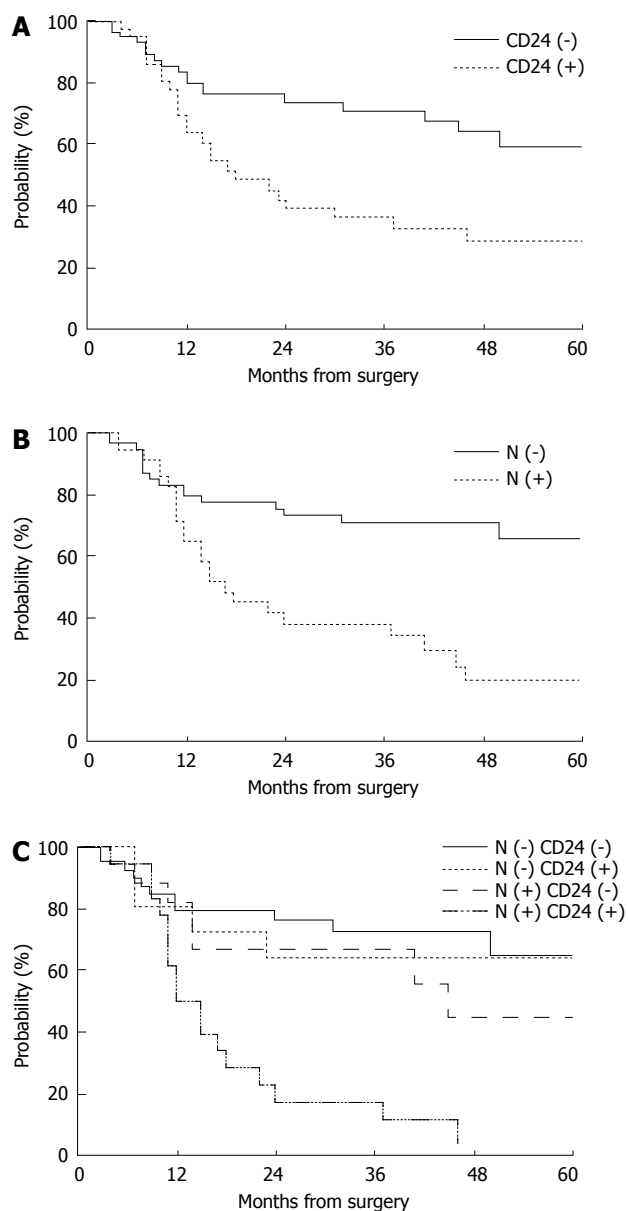 A
100
80
60
40
20
0
Probability (%)
CD24 (-)
CD24 (+)
0 12 24 36 48 60
Months from surgery
B
100
80
60
40
20
0
Probability (%)
N (-)
N (+)
0 12 24 36 48 60
Months from surgery
C
100
80
60
40
20
0
Probability (%)
N (-) CD24 (-)
N (-) CD24 (+)
N (+) CD24 (-)
N (+) CD24 (+)
0 12 24 36 48 60
Months from surgery